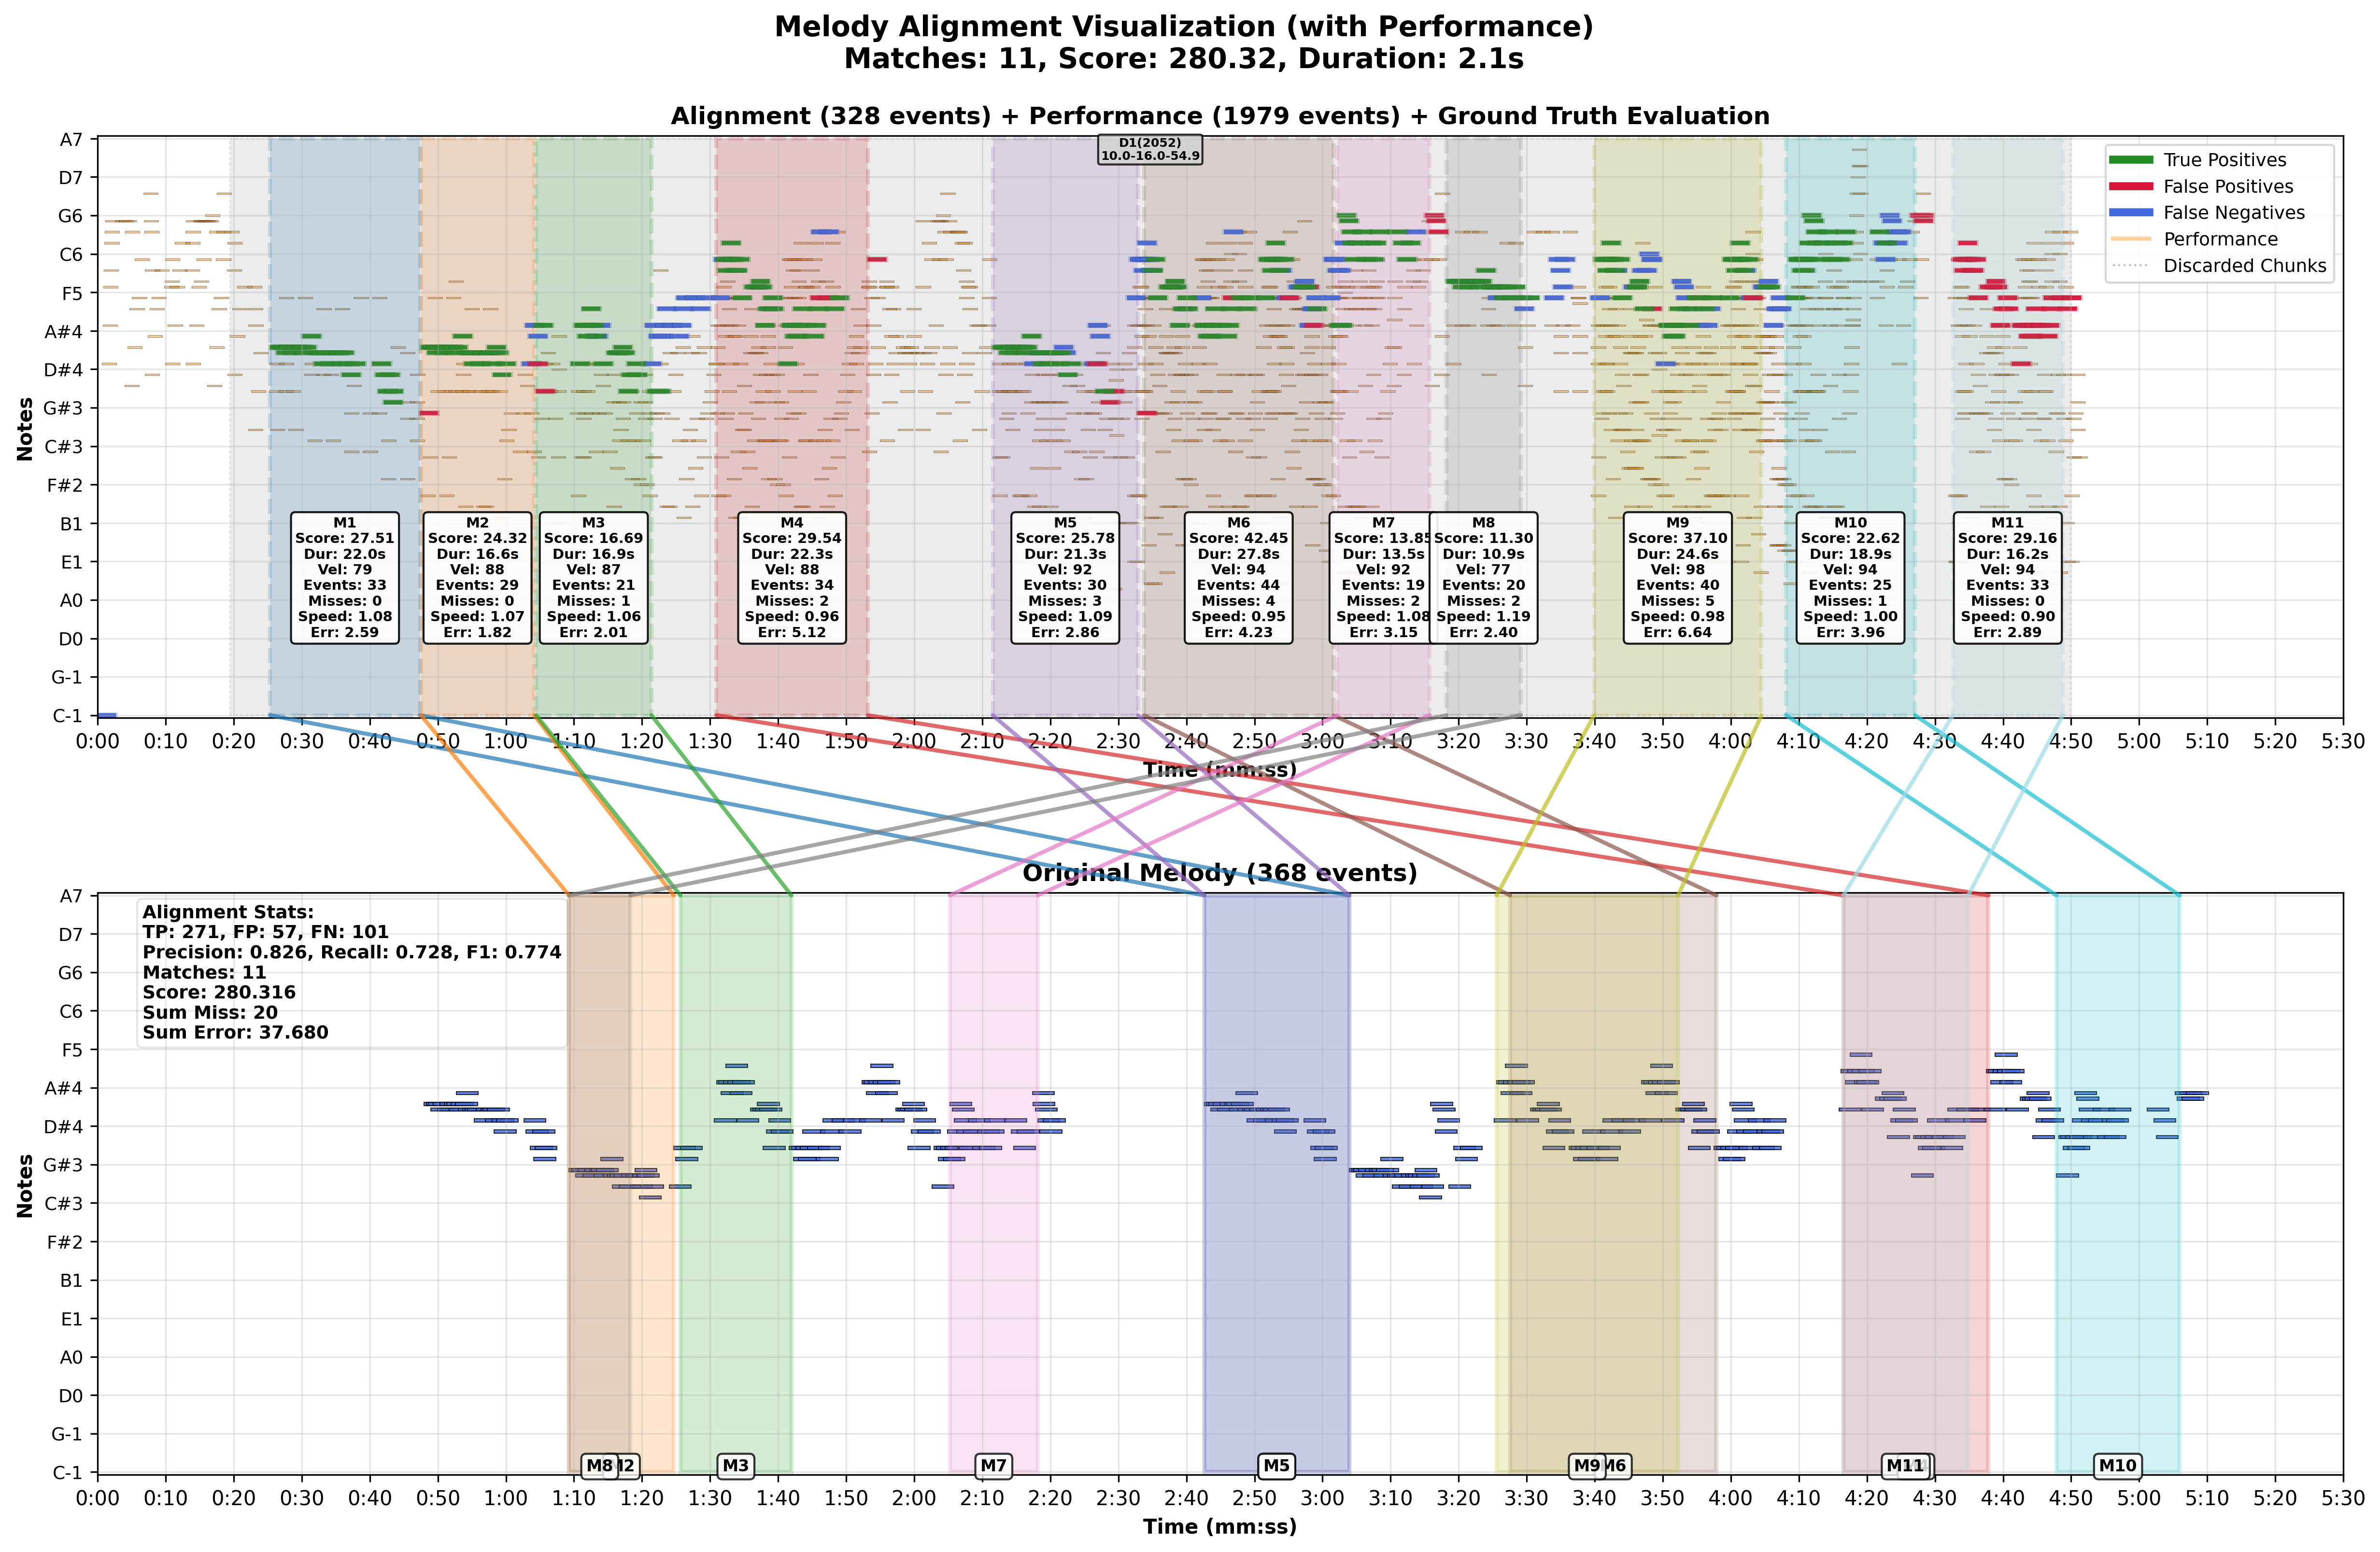 Melody Alignment Visualization (with Performance)
Matches: 11, Score: 280.32, Duration: 2.1s
Alignment (328 events) + Performance (1979 events) + Ground Truth Evaluation
D1(2052)
10.0-16.0-54.9
True Positives
False Positives
False Negatives
Performance
Discarded Chunks
A7
D7
G6
C6
F5
A#4
D#4
G#3
C#3
F#2
B1
E1
A0
D0
G-1
C-1
Notes
M1
Score: 27.51
Dur: 22.0s
Vel: 79
Events: 33
Misses: 0
Speed: 1.08
Err: 2.59
M2
Score: 24.32
Dur: 16.6s
Vel: 88
Events: 29
Misses: 0
Speed: 1.07
Err: 1.82
M3
Score: 16.69
Dur: 16.9s
Vel: 87
Events: 21
Misses: 1
Speed: 1.06
Err: 2.01
M4
Score: 29.54
Dur: 22.3s
Vel: 88
Events: 34
Misses: 2
Speed: 0.96
Err: 5.12
M5
Score: 25.78
Dur: 21.3s
Vel: 92
Events: 30
Misses: 3
Speed: 1.09
Err: 2.86
M6
Score: 42.45
Dur: 27.8s
Vel: 94
Events: 44
Misses: 4
Speed: 0.95
Err: 4.23
M7
Score: 13.85
Dur: 13.5s
Vel: 92
Events: 19
Misses: 2
Speed: 1.08
Err: 3.15
M8
Score: 11.30
Dur: 10.9s
Vel: 77
Events: 20
Misses: 2
Speed: 1.19
Err: 2.40
M9
Score: 37.10
Dur: 24.6s
Vel: 98
Events: 40
Misses: 5
Speed: 0.98
Err: 6.64
M10
Score: 22.62
Dur: 18.9s
Vel: 94
Events: 25
Misses: 1
Speed: 1.00
Err: 3.96
M11
Score: 29.16
Dur: 16.2s
Vel: 94
Events: 33
Misses: 0
Speed: 0.90
Err: 2.89
0:00 0:10 0:20 0:30 0:40 0:50 1:00 1:10 1:20 1:30 1:40 1:50 2:00 2:10 2:20 2:30 2:40 2:50 3:00 3:10 3:20 3:30 3:40 3:50 4:00 4:10 4:20 4:30 4:40 4:50 5:00 5:10 5:20 5:30
Time (mm:ss)
Original Melody (368 events)
Alignment Stats:
TP: 271, FP: 57, FN: 101
Precision: 0.826, Recall: 0.728, F1: 0.774
Matches: 11
Score: 280.316
Sum Miss: 20
Sum Error: 37.680
A7
D7
G6
C6
F5
A#4
D#4
G#3
C#3
F#2
B1
E1
A0
D0
G-1
C-1
Notes
M8 M3 M7 M5 M9 M6 M11 M10
0:00 0:10 0:20 0:30 0:40 0:50 1:00 1:10 1:20 1:30 1:40 1:50 2:00 2:10 2:20 2:30 2:40 2:50 3:00 3:10 3:20 3:30 3:40 3:50 4:00 4:10 4:20 4:30 4:40 4:50 5:00 5:10 5:20 5:30
Time (mm:ss)